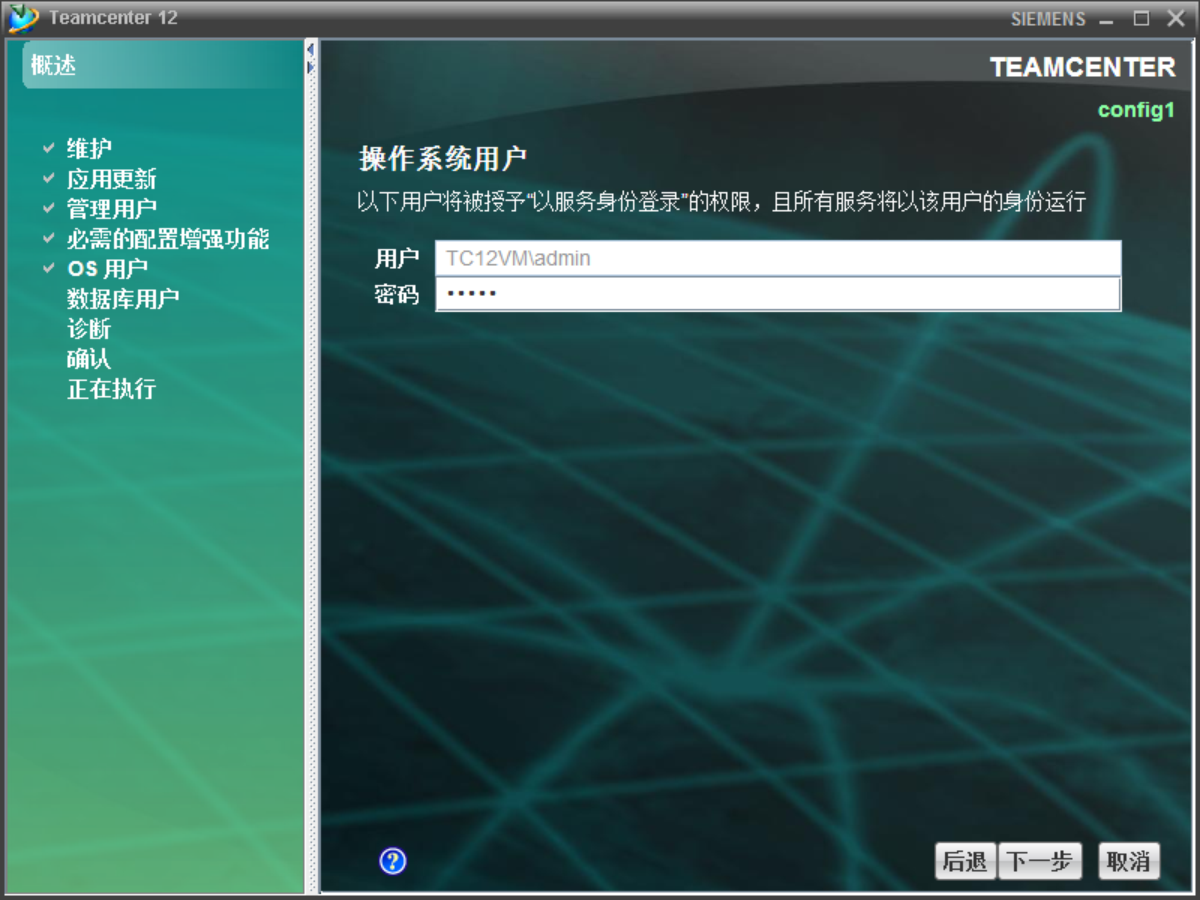 Teamcenter 12
SIEMENS
概述
维护
应用更新
管理用户
必需的配置增强功能
OS 用户
数据库用户
诊断
确认
正在执行
TEAMCENTER
config1
操作系统用户
以下用户将被授予“以服务身份登录”的权限，且所有服务将以该用户的身份运行
用户 TC12VM\admin
密码 •••••
?
后退 下一步 取消